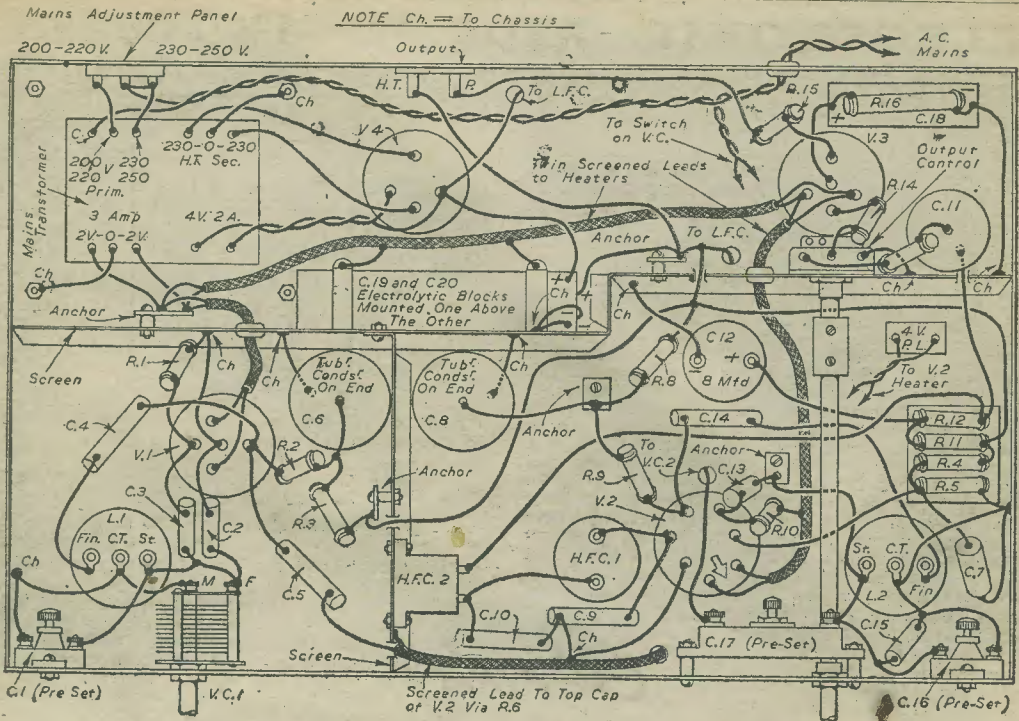 Mains Adjustment Panel
NOTE Ch. = To Chassis
200-220 V.
230-250 V.
Output
A.C.
Mains
H.T.
P.
To L.F.C.
R.15
R.16
C.18
Ch
V 4
To Switch
on V.C.
V.3
Output
Control
C.
200
220
V
230
250
Prim.
230-0-230
H.T. Sec.
Twin Screened Leads
to Heaters
R.14
C.11
Mains
Transformer
3 Amp
2V-0-2V.
4V. 2A.
Anchor
To L.F.C.
Ch
Anchor
C.19 and C20
Electrolytic Blocks
Mounted One Above
The Other
Ch
Ch
Ch
Ch
Screen
R.1
Ch
Ch
Tub.
Conds.
On End
C.6
Tub.
Conds.
On End
C.8
Ch
R.8
C12
8 Mfd
4 V.
P.L.
To V.2
Heater
C.4
V.1
R.2
R.3
Anchor
Anchor
C.14
R.9
To
V.C.2
C.13
Anchor
R.12
R.11
R.4
R.5
C.3
C.2
L.1
Fin.
C.T.
St.
V.2
R.10
Ch
M
F
C.5
H.F.C. 2
H.F.C. 1
St.
C.T.
Fin
L.2
C.7
C.10
C.9
Ch
C.17 (Pre-Set)
C.15
C.1 (Pre Set)
V.C.1
Screen
Screened Lead To Top Cap
of V.2 Via R.6
C.16 (Pre-Set)